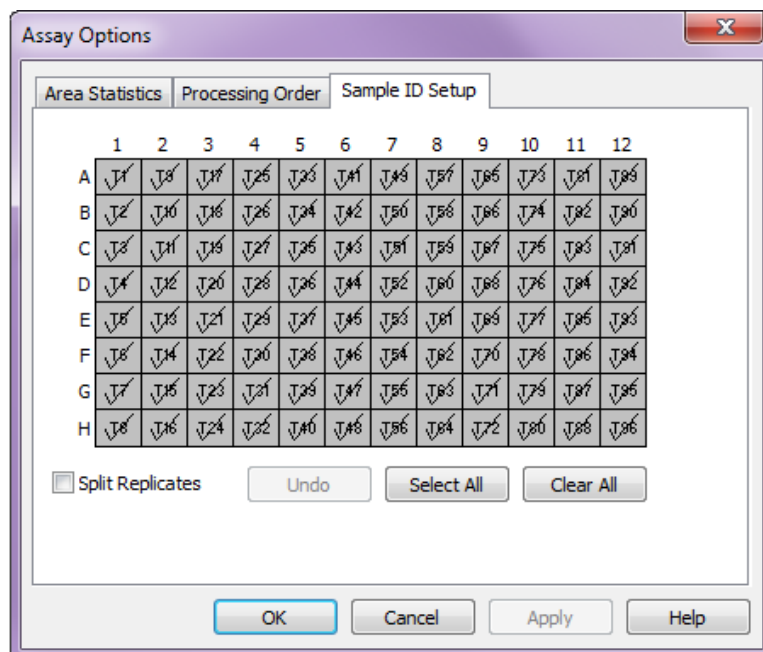 Assay Options
Area Statistics Processing Order Sample ID Setup
1 2 3 4 5 6 7 8 9 10 11 12
A T1 T9 T17 T25 T33 T41 T49 T57 T65 T73 T81 T89
B T2 T10 T18 T26 T34 T42 T50 T58 T66 T74 T82 T90
C T3 T11 T19 T27 T35 T43 T51 T59 T67 T75 T83 T91
D T4 T12 T20 T28 T36 T44 T52 T60 T68 T76 T84 T92
E T5 T13 T21 T29 T37 T45 T53 T61 T69 T77 T85 T93
F T6 T14 T22 T30 T38 T46 T54 T62 T70 T78 T86 T94
G T7 T15 T23 T31 T39 T47 T55 T63 T71 T79 T87 T95
H T8 T16 T24 T32 T40 T48 T56 T64 T72 T80 T88 T96
Split Replicates Undo Select All Clear All
OK Cancel Apply Help